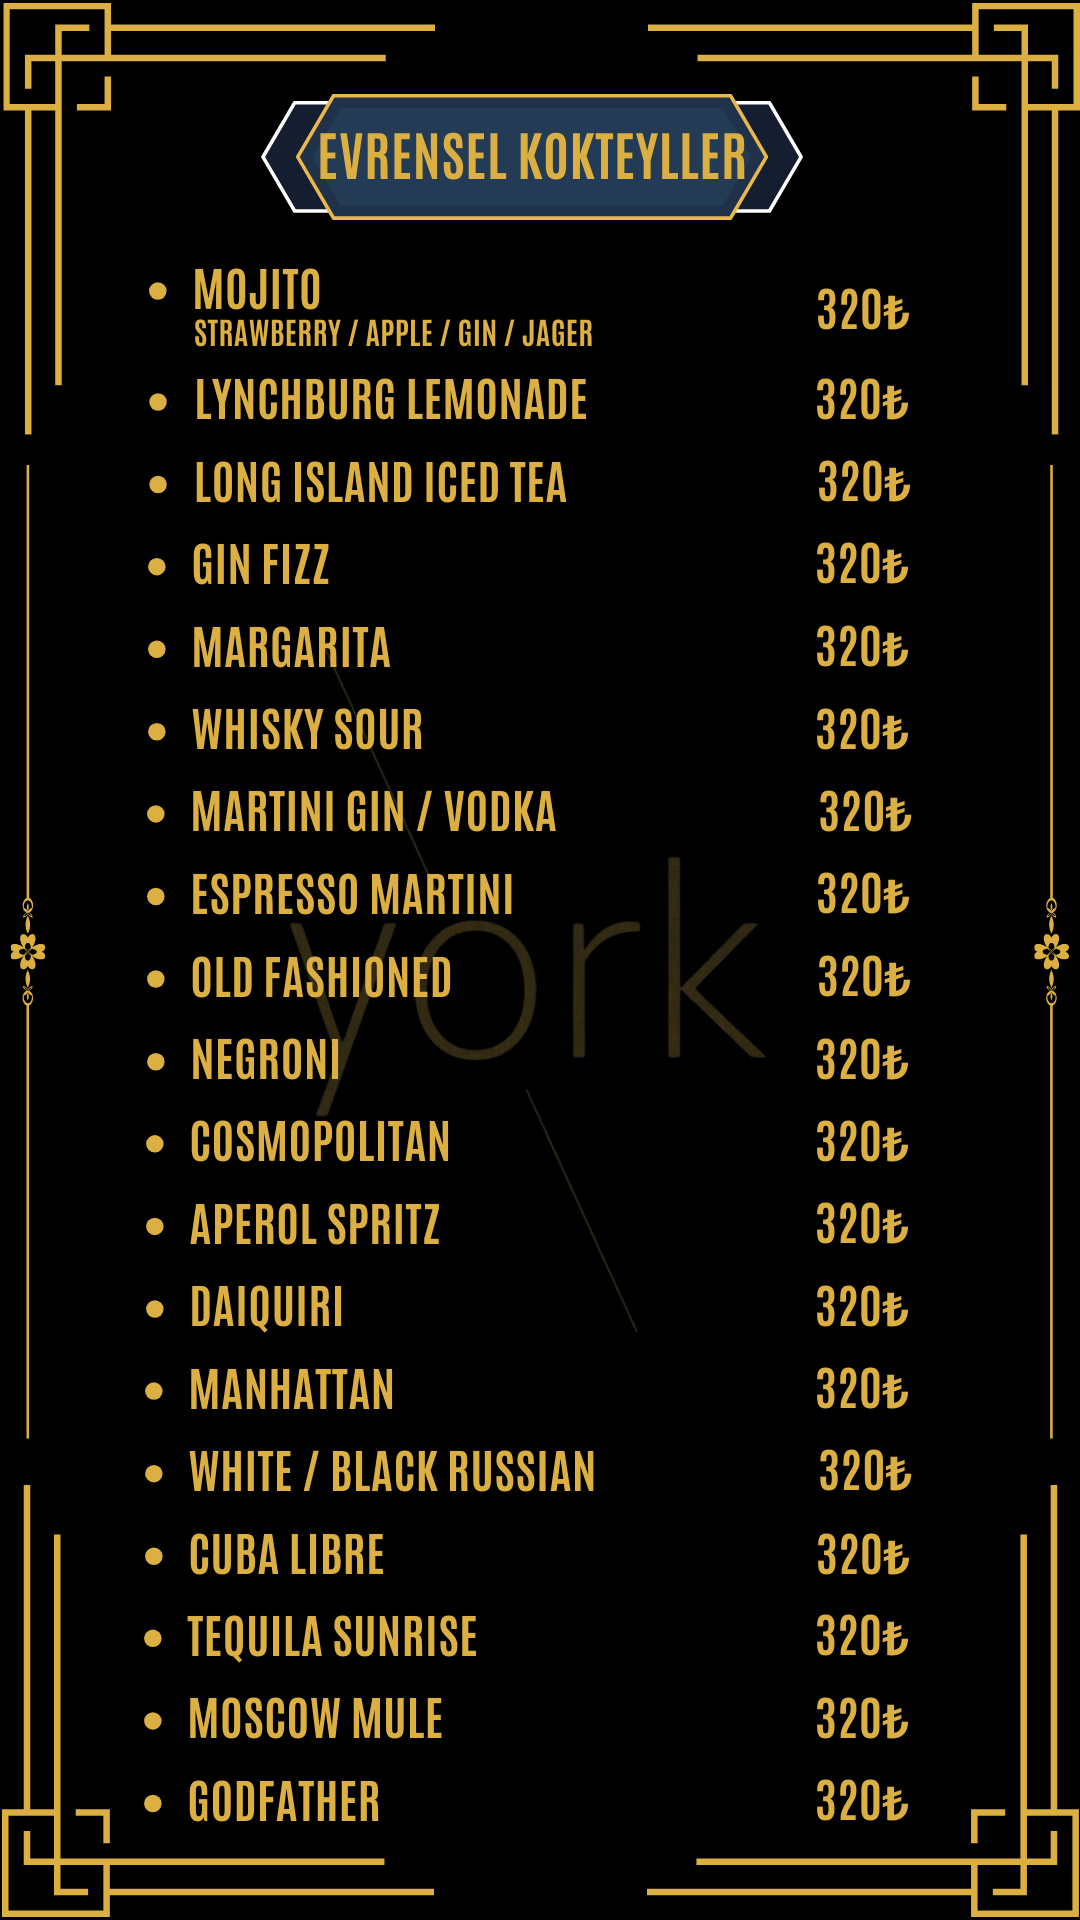 EVRENSEL KOKTEYLLER
MOJITO 320₺
STRAWBERRY / APPLE / GIN / JAGER
LYNCHBURG LEMONADE 320₺
LONG ISLAND ICED TEA 320₺
GIN FIZZ 320₺
MARGARITA 320₺
WHISKY SOUR 320₺
MARTINI GIN / VODKA 320₺
ESPRESSO MARTINI 320₺
york
OLD FASHIONED 320₺
NEGRONI 320₺
COSMOPOLITAN 320₺
APEROL SPRITZ 320₺
DAIQUIRI 320₺
MANHATTAN 320₺
WHITE / BLACK RUSSIAN 320₺
CUBA LIBRE 320₺
TEQUILA SUNRISE 320₺
MOSCOW MULE 320₺
GODFATHER 320₺